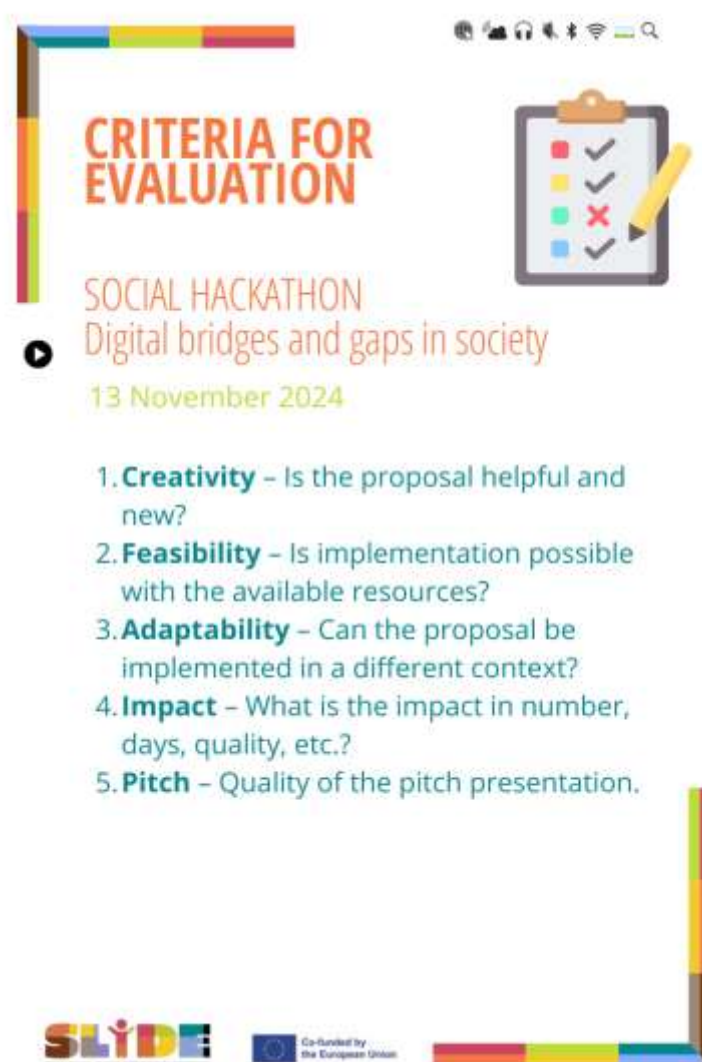 CRITERIA FOR
EVALUATION
SOCIAL HACKATHON
Digital bridges and gaps in society
13 November 2024
1. Creativity – Is the proposal helpful and
new?
2. Feasibility – Is implementation possible
with the available resources?
3. Adaptability – Can the proposal be
implemented in a different context?
4. Impact – What is the impact in number,
days, quality, etc.?
5. Pitch – Quality of the pitch presentation.
SLIDE
Co-funded by
the European Union